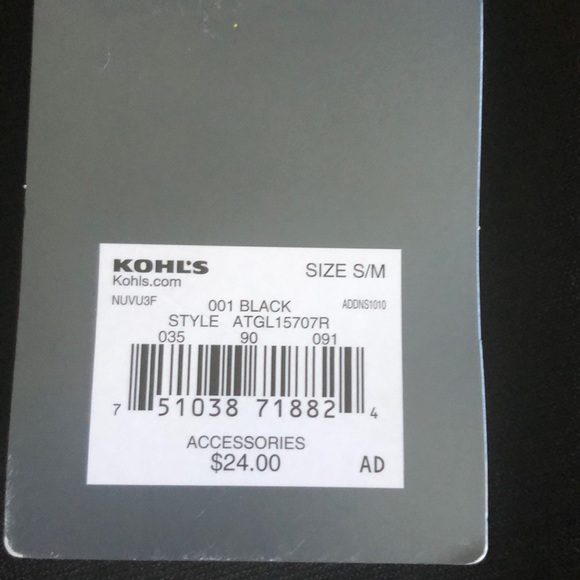 KOHL'S SIZE S/M
Kohls.com
NUVU3F 001 BLACK ADDNS1010
STYLE ATGL15707R
035 90 091
7 51038 71882 4
ACCESSORIES
$24.00 AD